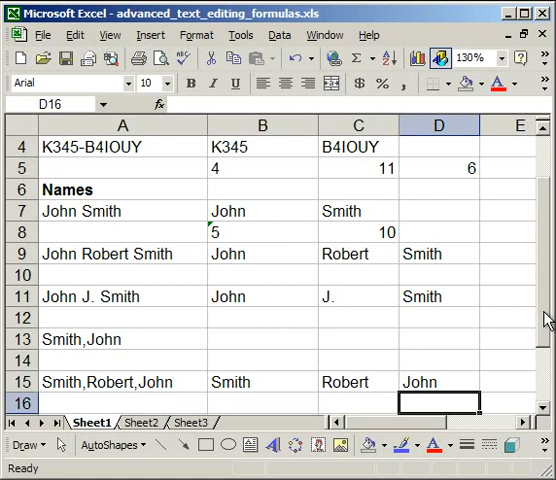 Microsoft Excel - advanced_text_editing_formulas.xls
File Edit View Insert Format Tools Data Window Help
Σ 130% ?
Arial 10 B I U $ % , A
D16 fx
A B C D E
4 K345-B4IOUY K345 B4IOUY
5 4 11 6
6 Names
7 John Smith John Smith
8 5 10
9 John Robert Smith John Robert Smith
10
11 John J. Smith John J. Smith
12
13 Smith,John
14
15 Smith,Robert,John Smith Robert John
16
Sheet1 Sheet2 Sheet3
Draw AutoShapes A A
Ready